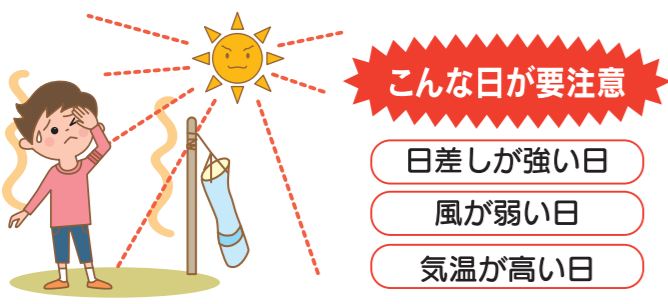 こんな日が要注意
日差しが強い日
風が弱い日
気温が高い日